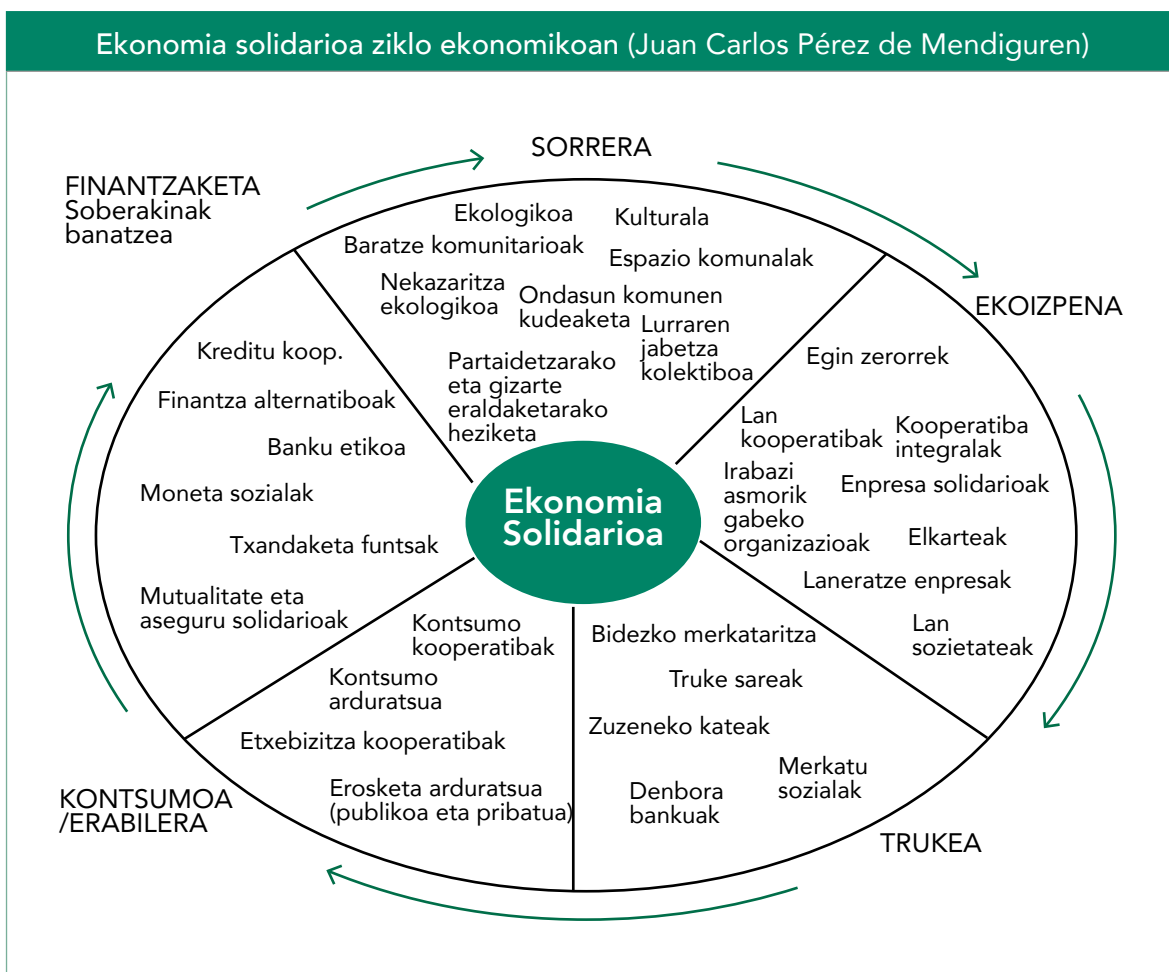 Ekonomia solidarioa ziklo ekonomikoan (Juan Carlos Pérez de Mendiguren)
SORRERA
FINANTZAKETA
Soberakinak
banatzea
EKOIZPENA
Ekologikoa
Kulturala
Baratze komunitarioak
Espazio komunalak
Nekazaritza
ekologikoa
Ondasun komunen
kudeaketa
Lurraren
jabetza
kolektiboa
Partaidetzarako
eta gizarte
eraldaketarako
heziketa
Egin zerorrek
Lan
kooperatibak
Kooperatiba
integralak
Irabazi
asmorik
gabeko
organizazioak
Enpresa solidarioak
Elkarteak
Laneratze enpresak
Lan
sozietateak
Kreditu koop.
Finantza alternatiboak
Banku etikoa
Moneta sozialak
Txandaketa funtsak
Mutualitate eta
aseguru solidarioak
Ekonomia
Solidarioa
Kontsumo
kooperatibak
Kontsumo
arduratsua
Etxebizitza kooperatibak
Erosketa arduratsua
(publikoa eta pribatua)
Bidezko merkataritza
Truke sareak
Zuzeneko kateak
Merkatu
sozialak
Denbora
bankuak
KONTSUMOA
/ERABILERA
TRUKEA